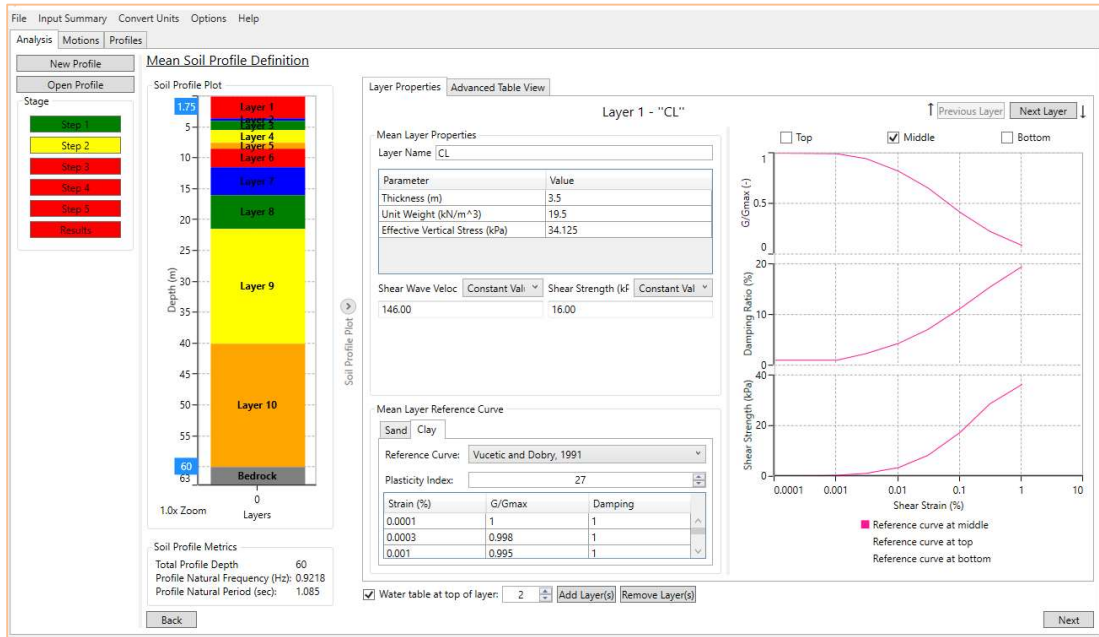 File Input Summary Convert Units Options Help
Analysis Motions Profiles
New Profile
Open Profile
Stage
Step 1
Step 2
Step 3
Step 4
Step 5
Results
Mean Soil Profile Definition
Soil Profile Plot
1.75
5
10
15
20
30
35
40
45
50
55
60
63
Depth (m)
Layer 1
Layer 2
Layer 3
Layer 4
Layer 5
Layer 6
Layer 7
Layer 8
Layer 9
Layer 10
Bedrock
0
1.0x Zoom Layers
Soil Profile Metrics
Total Profile Depth 60
Profile Natural Frequency (Hz): 0.9218
Profile Natural Period (sec): 1.085
Back
Soil Profile Plot
Layer Properties Advanced Table View
Layer 1 - "CL"
Previous Layer Next Layer
Mean Layer Properties
Layer Name CL
Parameter Value
Thickness (m) 3.5
Unit Weight (kN/m^3) 19.5
Effective Vertical Stress (kPa) 34.125
Shear Wave Veloc Constant Valu Shear Strength (kF Constant Val
146.00 16.00
Mean Layer Reference Curve
Sand Clay
Reference Curve: Vucetic and Dobry, 1991
Plasticity Index: 27
Strain (%) G/Gmax Damping
0.0001 1 1
0.0003 0.998 1
0.001 0.995 1
Water table at top of layer: 2 Add Layer(s) Remove Layer(s)
Top Middle Bottom
G/Gmax (-)
1
0.5
0
Damping Ratio (%)
20
10
0
Shear Strength (kPa)
40
20
0
0.0001 0.001 0.01 0.1 1 10
Shear Strain (%)
Reference curve at middle
Reference curve at top
Reference curve at bottom
Next